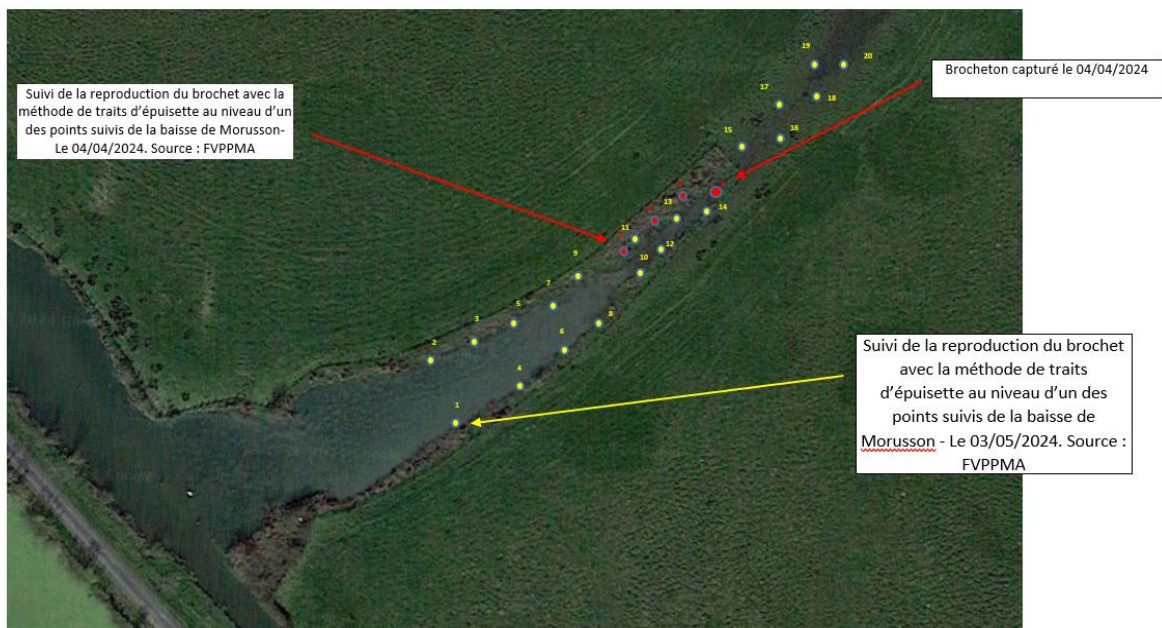 Suivi de la reproduction du brochet avec la
méthode de traits d'épuisette au niveau d'un
des points suivis de la baisse de Morusson-
Le 04/04/2024. Source : FVPPMA
Brocheton capturé le 04/04/2024
19
20
17
18
15
16
13
14
11
12
9
10
7
8
5
6
3
4
2
1
Suivi de la reproduction du brochet
avec la méthode de traits
d'épuisette au niveau d'un des
points suivis de la baisse de
Morusson - Le 03/05/2024. Source :
FVPPMA